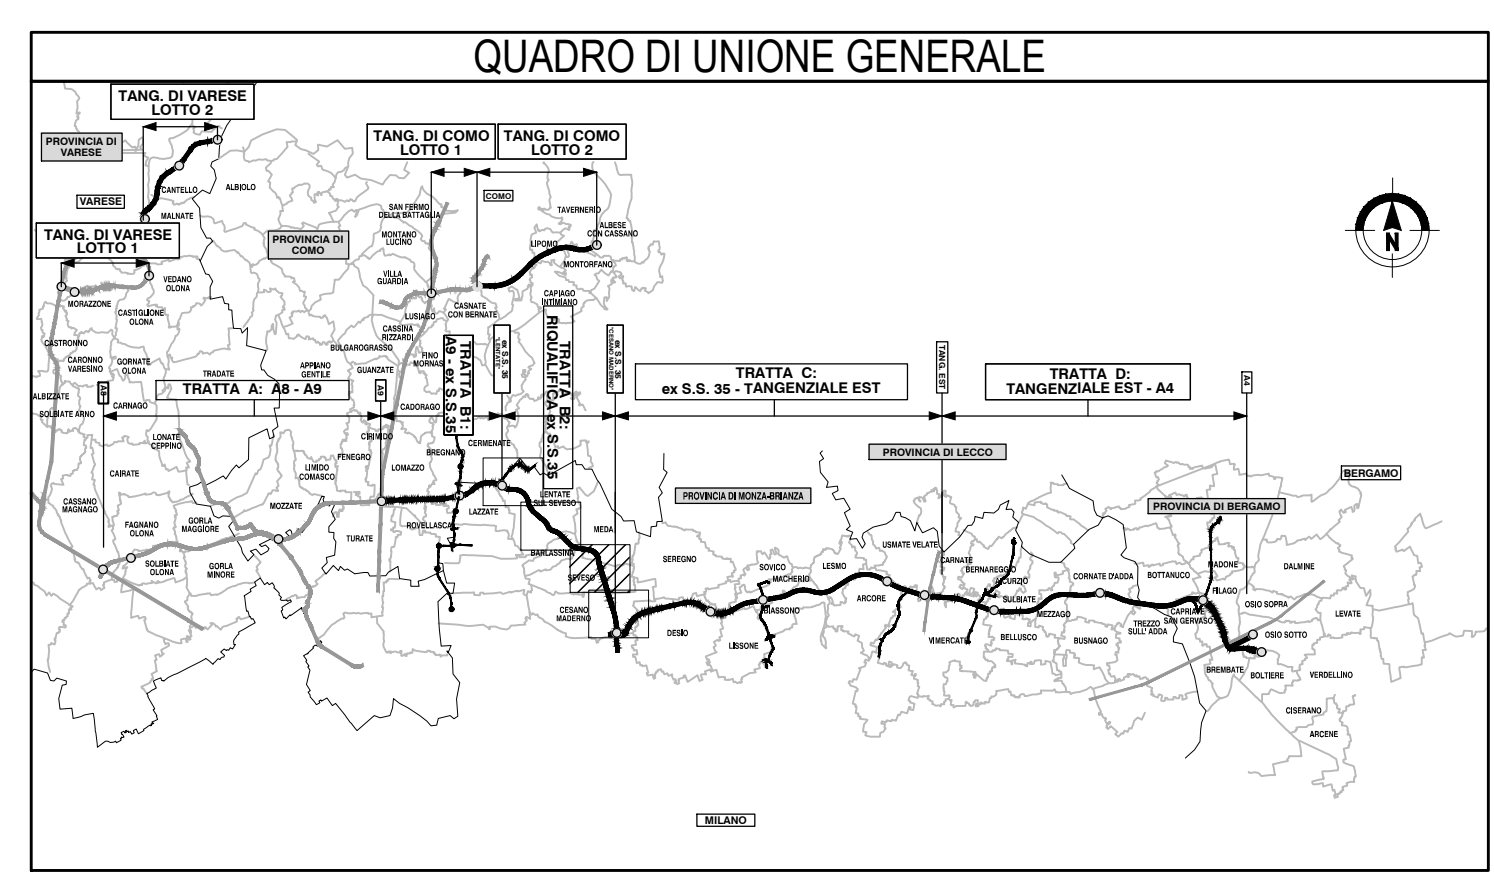 QUADRO DI UNIONE GENERALE
TANG. DI VARESE
LOTTO 2
PROVINCIA DI
VARESE
CANTELLO
ALBIOLO
VARESE
MALNATE
TANG. DI VARESE
LOTTO 1
PROVINCIA DI
COMO
TANG. DI COMO
LOTTO 1
TANG. DI COMO
LOTTO 2
COMO
SAN FERMO
DELLA BATTAGLIA
MONTANO
LUCINO
TAVERNERIO
ALBESE
CON CASSANO
LIPOMO
MONTORFANO
VILLA
GUARDIA
CAPIAGO
INTIMIANO
CASNATE
CON BERNATE
LUSIAGO
CASSINA
RIZZARDI
BULGAROGRASSO
FINO
MORNAS
VEDANO
OLONA
MORAZZONE
CASTIGLIONE
OLONA
CASTRONNO
CARONNO
VARESINO
GORNATE
OLONA
TRADATE
APPIANO
GENTILE
GUANZATE
ALBIZZATE
SOLBIATE ARNO
CARNAGO
CADORAGO
A8
TRATTA A: A8 - A9
A9
TRATTA B1:
A9 - ex S.S.35
ex S.S. 35
"LENTATE"
TRATTA B2:
RIQUALIFICA ex S.S.35
ex S.S. 35
"CESANO MADERNO"
TRATTA C:
ex S.S. 35 - TANGENZIALE EST
TANG. EST
TRATTA D:
TANGENZIALE EST - A4
A4
N
LONATE
CEPPINO
CIRIMIDO
FENEGRO
LIMIDO
COMASCO
LOMAZZO
BREGNANO
CERMENATE
CAIRATE
CASSANO
MAGNAGO
MOZZATE
FAGNANO
OLONA
GORLA
MAGGIORE
TURATE
ROVELLASCA
LAZZATE
LENTATE
SUL SEVESO
SOLBIATE
OLONA
GORLA
MINORE
MEDA
BARLASSINA
SEVESO
CESANO
MADERNO
PROVINCIA DI MONZA-BRIANZA
PROVINCIA DI LECCO
PROVINCIA DI BERGAMO
BERGAMO
SEREGNO
DESIO
LISSONE
SOVICO
MACHERIO
BIASSONO
LESMO
ARCORE
USMATE VELATE
CARNATE
BERNAREGGIO
AICURZIO
SULBIATE
MEZZAGO
VIMERCATE
BELLUSCO
BUSNAGO
CORNATE D'ADDA
BOTTANUCO
TREZZO
SULL' ADDA
CAPRIATE
SAN GERVASO
MADONE
FILAGO
DALMINE
OSIO SOPRA
LEVATE
OSIO SOTTO
BREMBATE
BOLTIERE
VERDELLINO
CISERANO
ARCENE
MILANO